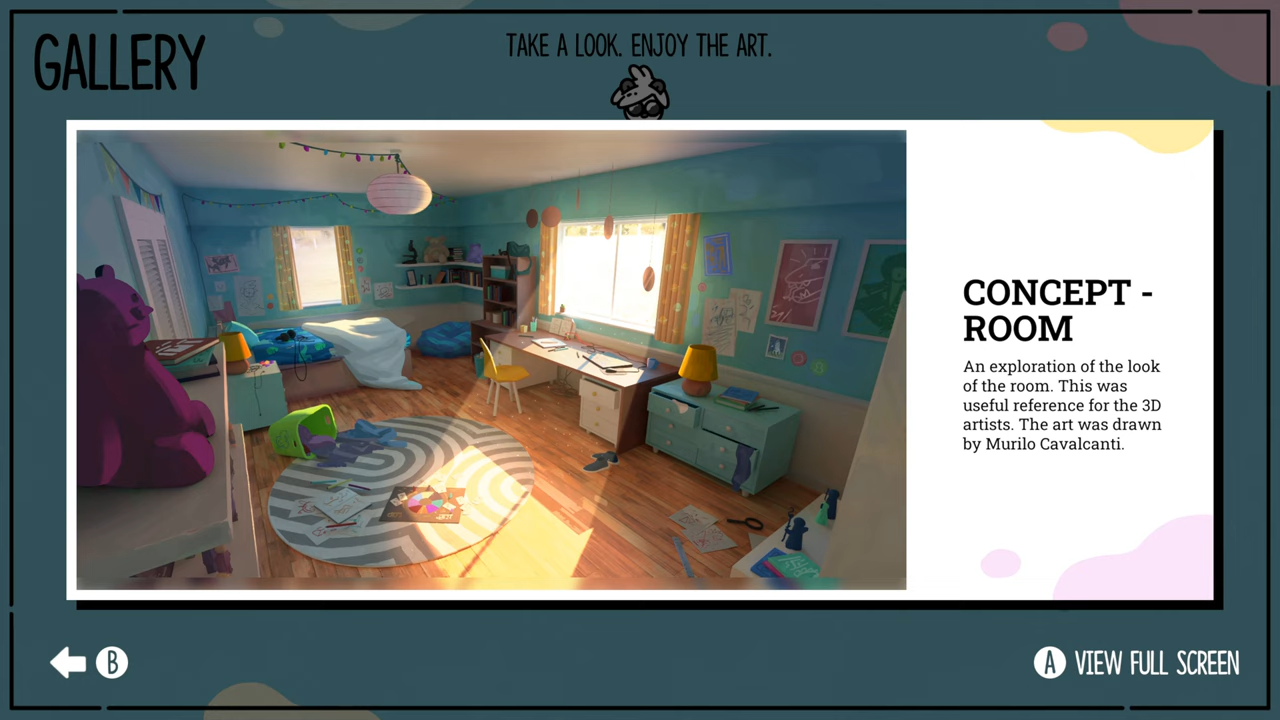 GALLERY
TAKE A LOOK. ENJOY THE ART.
CONCEPT -
ROOM
An exploration of the look
of the room. This was
useful reference for the 3D
artists. The art was drawn
by Murilo Cavalcanti.
B
A VIEW FULL SCREEN